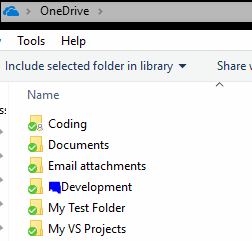 OneDrive
Tools Help
Include selected folder in library Share w
Name
Coding
Documents
Email attachments
Development
My Test Folder
My VS Projects